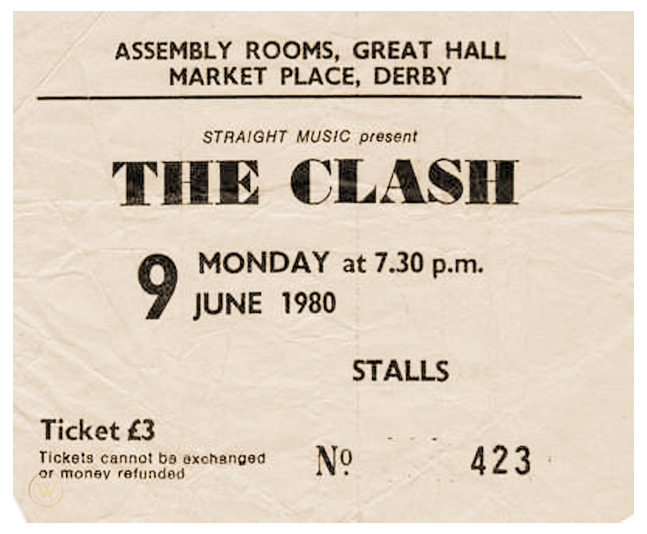 ASSEMBLY ROOMS, GREAT HALL
MARKET PLACE, DERBY
STRAIGHT MUSIC present
THE CLASH
9 MONDAY at 7.30 p.m.
JUNE 1980
STALLS
Ticket £3
Tickets cannot be exchanged
or money refunded
Nº 423
W